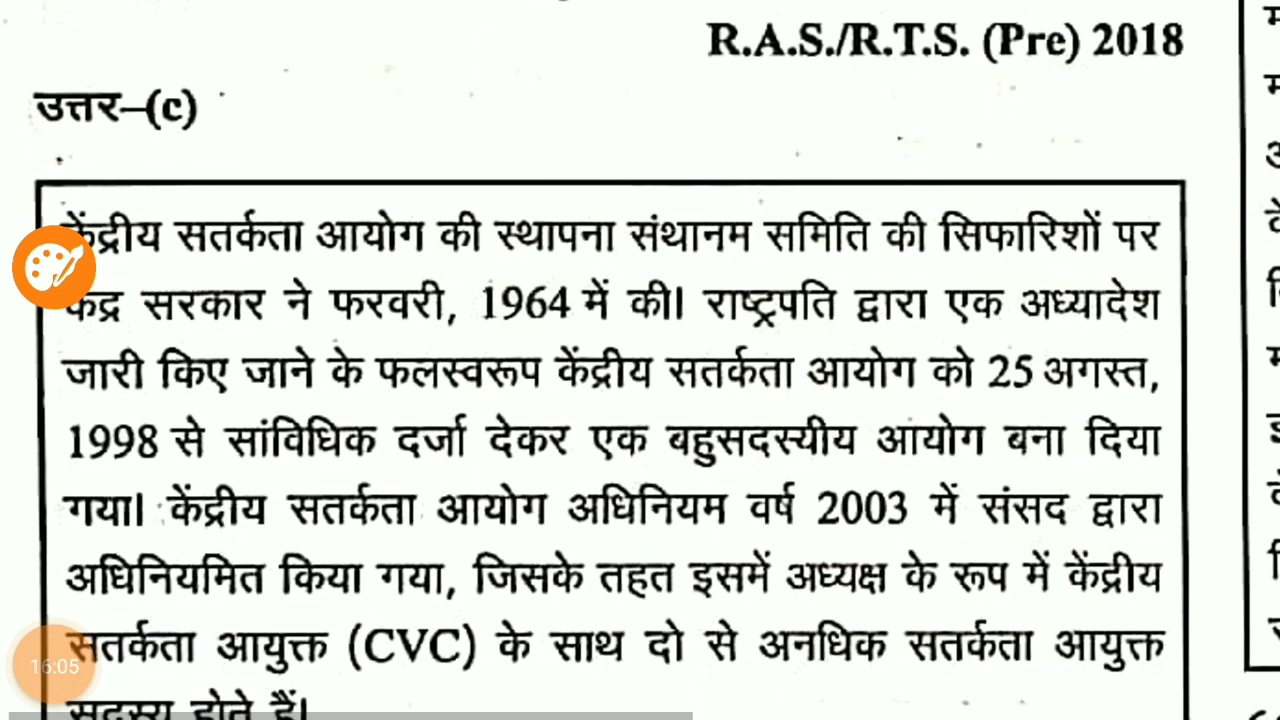 R.A.S./R.T.S. (Pre) 2018
उत्तर–(c)
केंद्रीय सतर्कता आयोग की स्थापना संथानम समिति की सिफारिशों पर
केंद्र सरकार ने फरवरी, 1964 में की। राष्ट्रपति द्वारा एक अध्यादेश
जारी किए जाने के फलस्वरूप केंद्रीय सतर्कता आयोग को 25 अगस्त,
1998 से सांविधिक दर्जा देकर एक बहुसदस्यीय आयोग बना दिया
गया। केंद्रीय सतर्कता आयोग अधिनियम वर्ष 2003 में संसद द्वारा
अधिनियमित किया गया, जिसके तहत इसमें अध्यक्ष के रूप में केंद्रीय
सतर्कता आयुक्त (CVC) के साथ दो से अनधिक सतर्कता आयुक्त
16:05
सदस्य होते हैं।